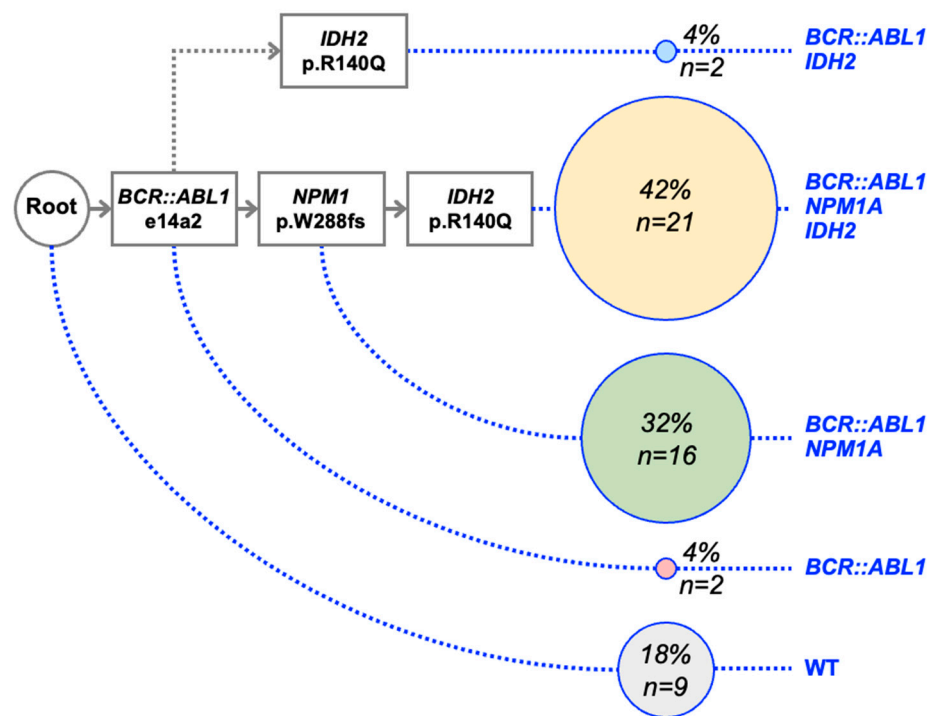 IDH2
p.R140Q
4%
n=2
BCR::ABL1
IDH2
Root
BCR::ABL1
e14a2
NPM1
p.W288fs
IDH2
p.R140Q
42%
n=21
BCR::ABL1
NPM1A
IDH2
32%
n=16
BCR::ABL1
NPM1A
4%
n=2
BCR::ABL1
18%
n=9
WT